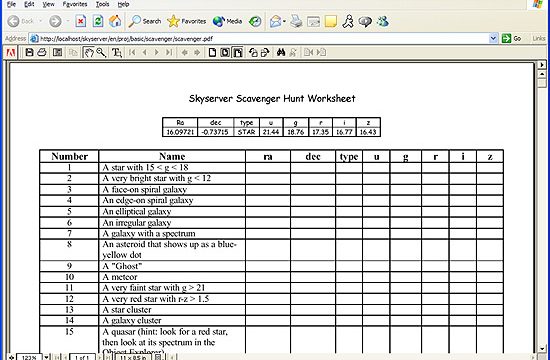 File Edit View Favorites Tools Help
Back Search Favorites Media
Address http://localhost/skyserver/en/proj/basic/scavenger/scavenger.pdf Go Links
Skyserver Scavenger Hunt Worksheet
Ra dec type u g r i z
16.09721 -0.73715 STAR 21.44 18.76 17.35 16.77 16.43
Number Name ra dec type u g r i z
1 A star with 15 < g < 18
2 A very bright star with g < 12
3 A face-on spiral galaxy
4 An edge-on spiral galaxy
5 An elliptical galaxy
6 An irregular galaxy
7 A galaxy with a spectrum
8 An asteroid that shows up as a blue-
yellow dot
9 A "Ghost"
10 A meteor
11 A very faint star with g > 21
12 A very red star with r-z > 1.5
13 A star cluster
14 A galaxy cluster
15 A quasar (hint: look for a red star,
then look at its spectrum in the
Object Explorer)
123% 1 of 1 11 x 8.5 in